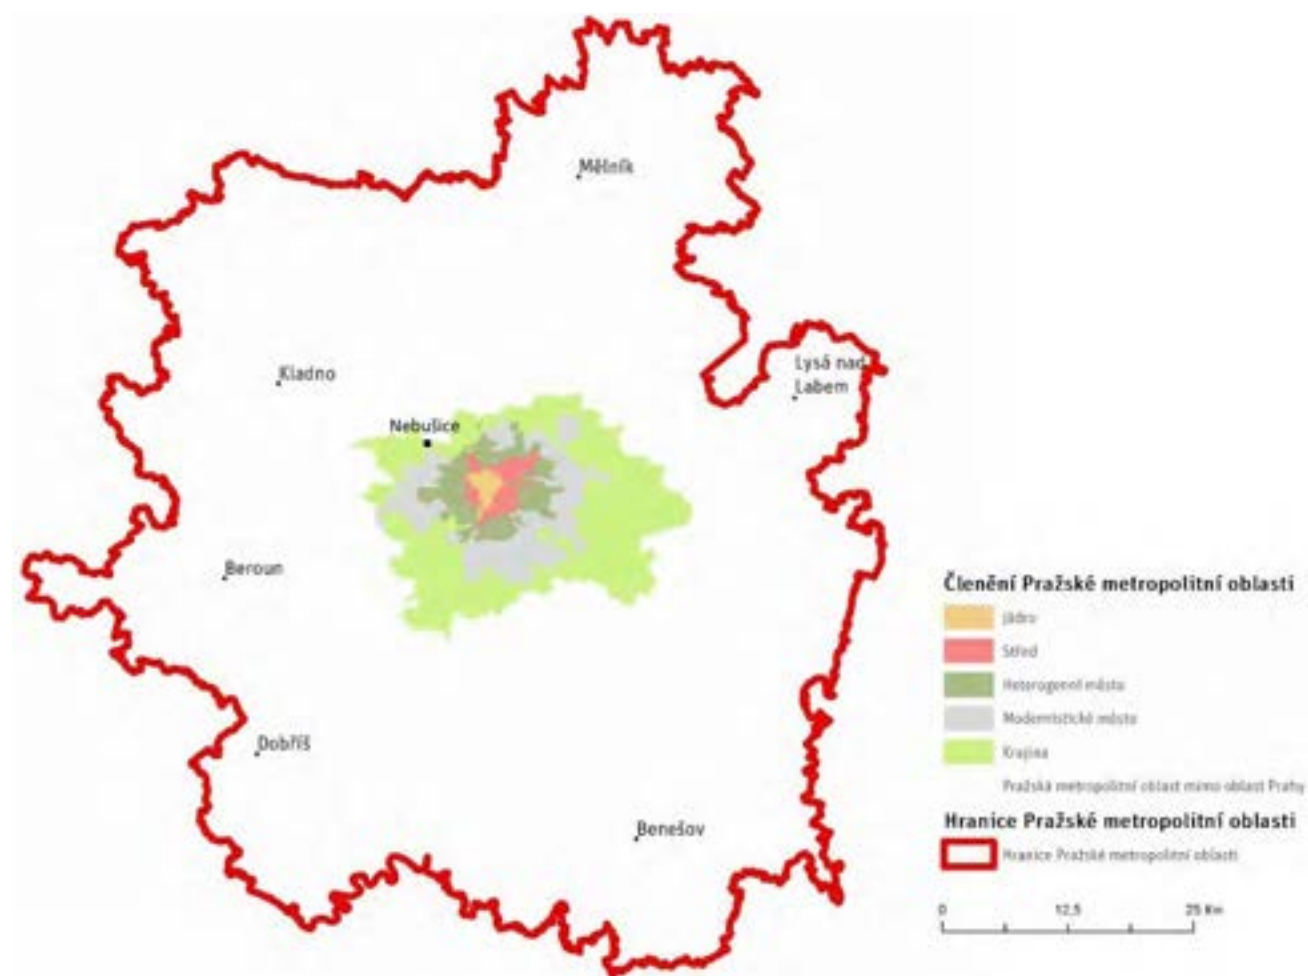 Mělník
Kladno
Lysá nad
Labem
Nebušice
Beroun
Dobříš
Benešov
Členění Pražské metropolitní oblasti
Jádro
Střed
Heterogenní město
Modernistické město
Krajina
Pražská metropolitní oblast mimo oblast Prahy
Hranice Pražské metropolitní oblasti
Hranice Pražské metropolitní oblasti
0 12,5 25 Km